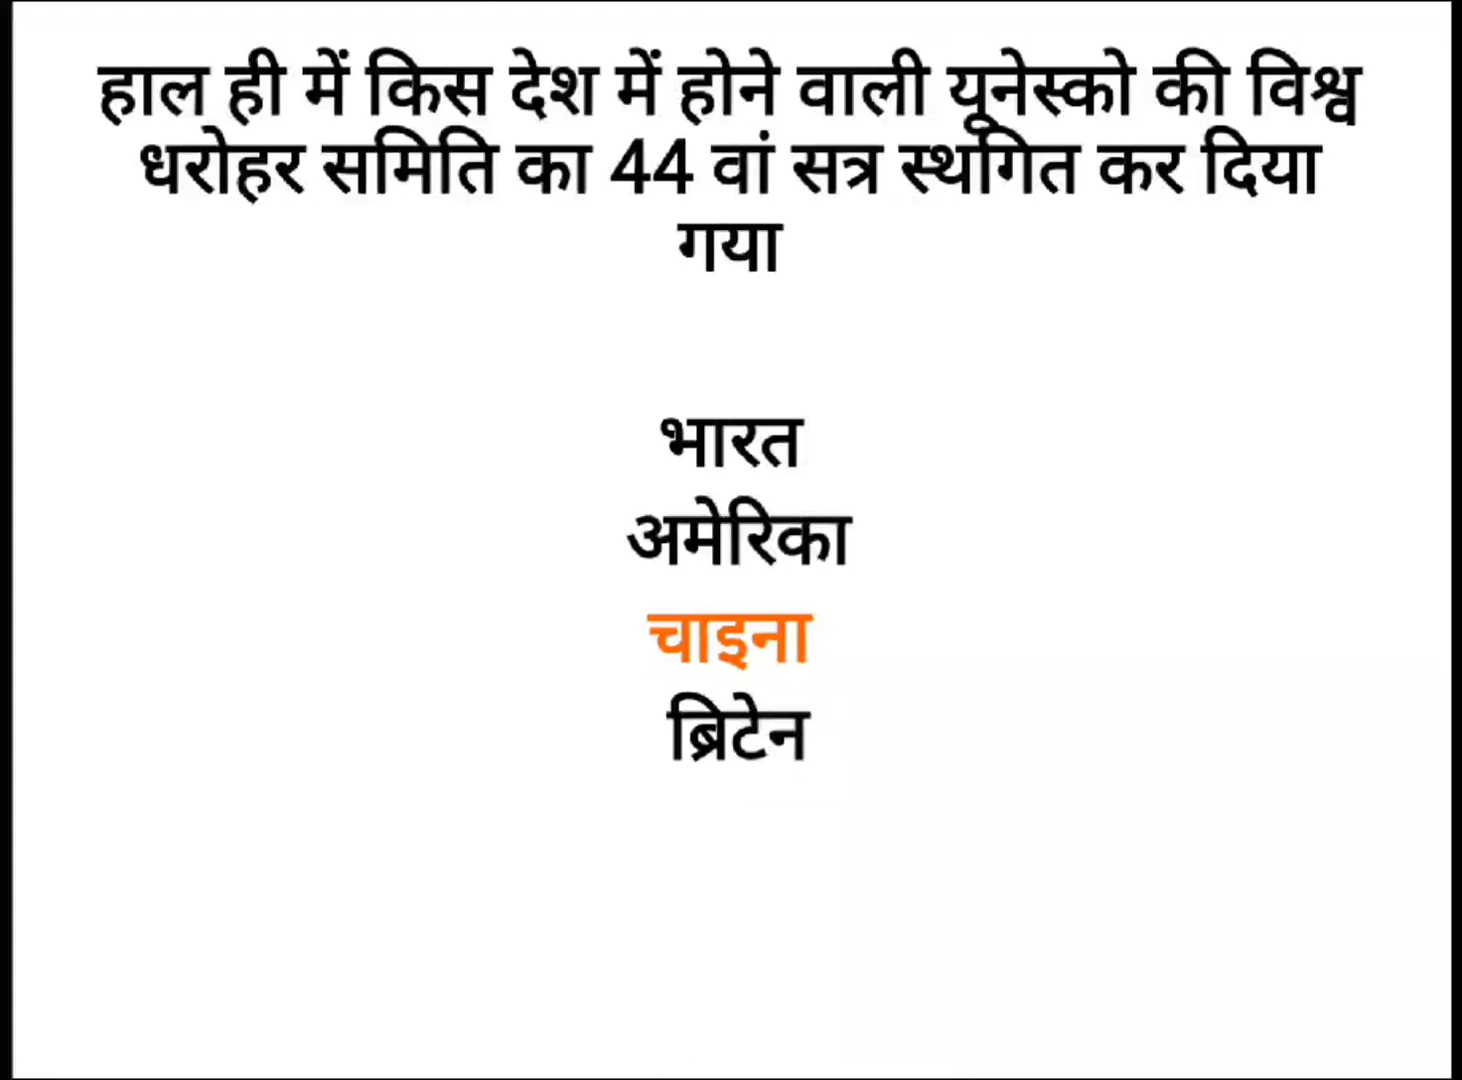 हाल ही में किस देश में होने वाली यूनेस्को की विश्व
धरोहर समिति का 44 वां सत्र स्थगित कर दिया
गया
भारत
अमेरिका
चाइना
ब्रिटेन